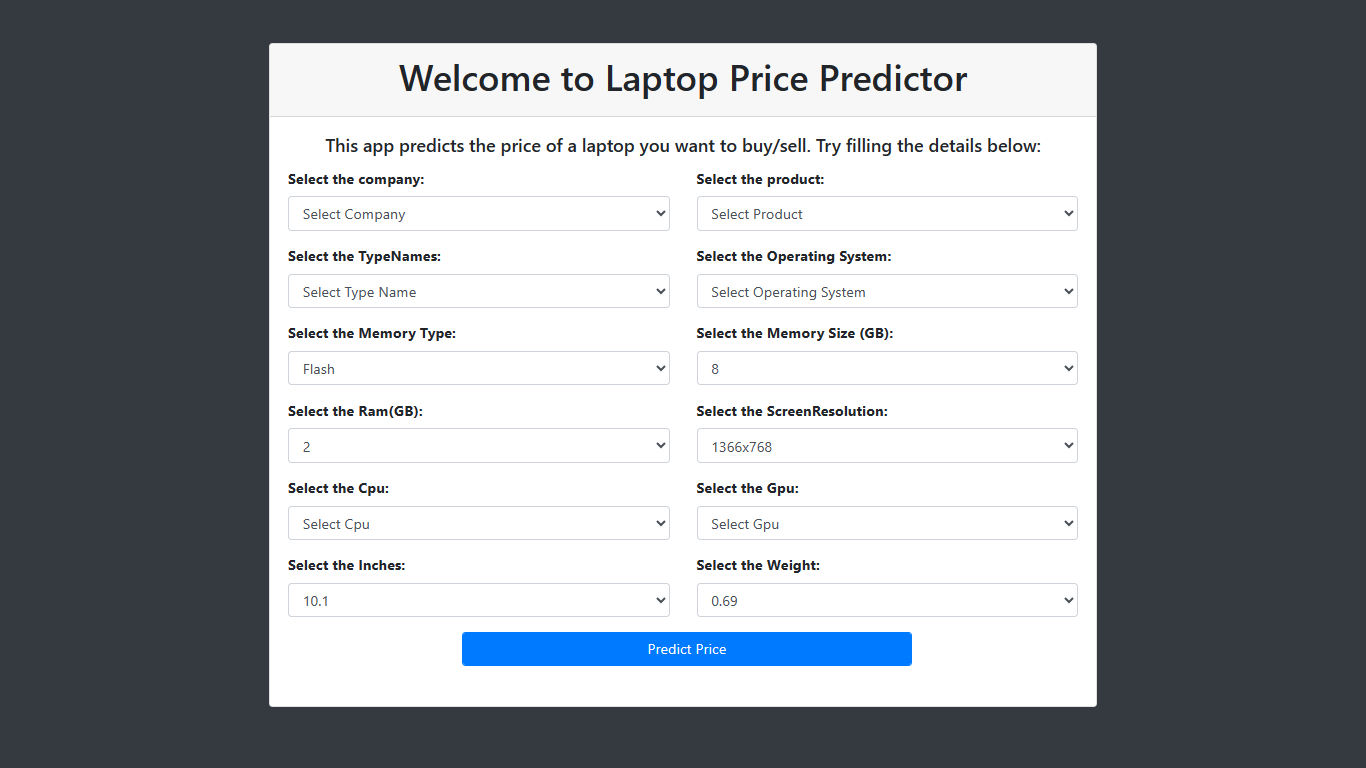 Welcome to Laptop Price Predictor
This app predicts the price of a laptop you want to buy/sell. Try filling the details below:
Select the company:
Select Company
Select the product:
Select Product
Select the TypeNames:
Select Type Name
Select the Operating System:
Select Operating System
Select the Memory Type:
Flash
Select the Memory Size (GB):
8
Select the Ram(GB):
2
Select the ScreenResolution:
1366x768
Select the Cpu:
Select Cpu
Select the Gpu:
Select Gpu
Select the Inches:
10.1
Select the Weight:
0.69
Predict Price